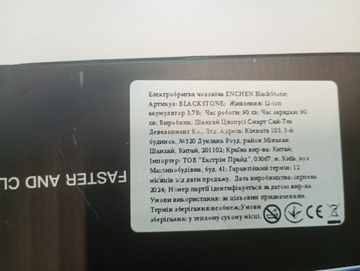 Електробритва чоловіча ENCHEN BlackStone:
Артикул: BLACKSTONE; Живлення: Li-ion
акумулятор 3,7В; Час роботи: 90 хв Час зарядки: 90
хв; Виробник: Шанхай Цзюєусі Смарт Сай-Тек
Девелопмент Ко., Лтд. Адреса: Кімната 103, 3-й
будинок, №320 Дунлань Роуд, район Міньхан,
Шанхай, Китай, 201102; Країна вироб-ва: Китай;
Імпортер: ТОВ "Екстрім Прайд", 03067, м. Київ, вул
Машинобудівна, буд. 41; Гарантійний термін: 12
місяців від дати продажу. Дата виробництва: серпень
2024; Номер партії ідентифікується за датою вир-ва.
Умови використання: за призначенням;
Термін зберігання: необмеж; Умови
зберігання: у теплому сухому місці.
FASTER AND CL